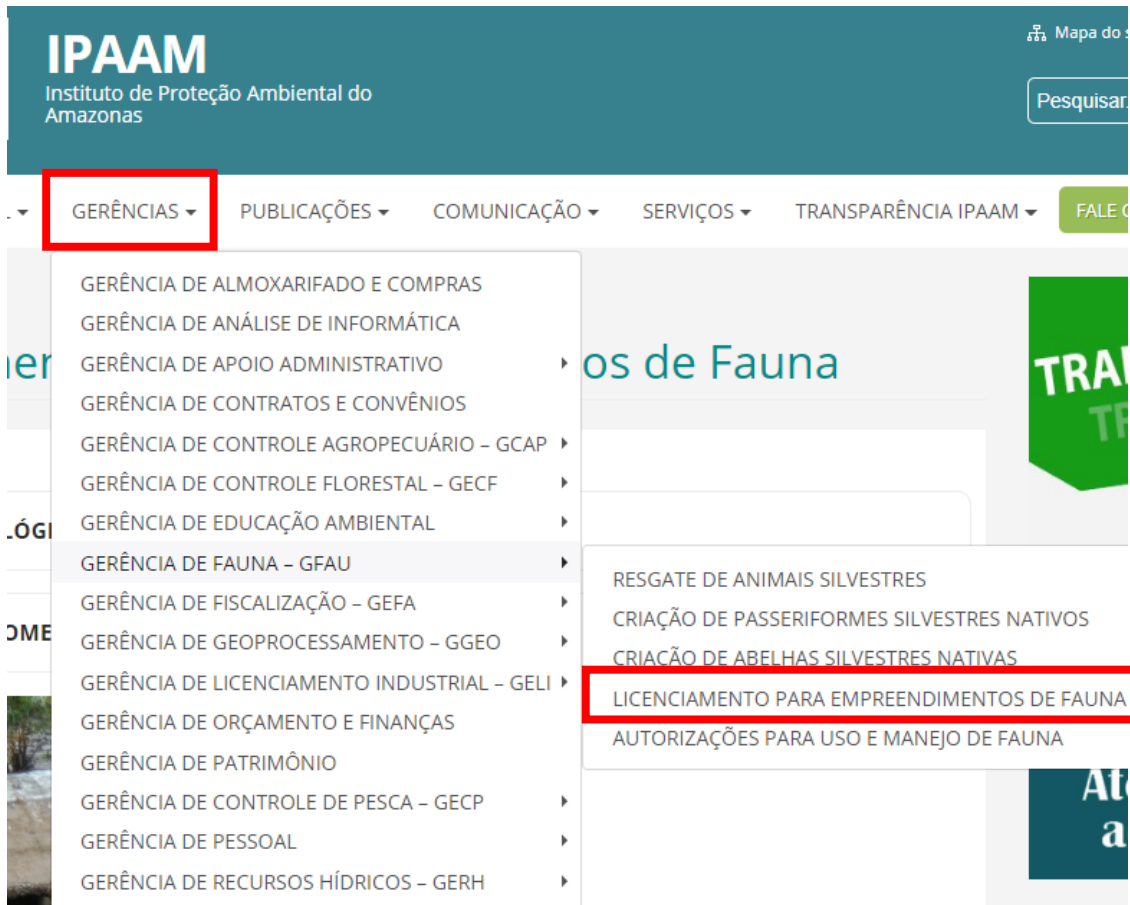 IPAAM
Instituto de Proteção Ambiental do
Amazonas
Mapa do
Pesquisar.
GERÊNCIAS
PUBLICAÇÕES
COMUNICAÇÃO
SERVIÇOS
TRANSPARÊNCIA IPAAM
FALE
GERÊNCIA DE ALMOXARIFADO E COMPRAS
GERÊNCIA DE ANÁLISE DE INFORMÁTICA
GERÊNCIA DE APOIO ADMINISTRATIVO
GERÊNCIA DE CONTRATOS E CONVÊNIOS
GERÊNCIA DE CONTROLE AGROPECUÁRIO – GCAP
GERÊNCIA DE CONTROLE FLORESTAL – GECF
GERÊNCIA DE EDUCAÇÃO AMBIENTAL
GERÊNCIA DE FAUNA – GFAU
GERÊNCIA DE FISCALIZAÇÃO – GEFA
GERÊNCIA DE GEOPROCESSAMENTO – GGEO
GERÊNCIA DE LICENCIAMENTO INDUSTRIAL – GELI
GERÊNCIA DE ORÇAMENTO E FINANÇAS
GERÊNCIA DE PATRIMÔNIO
GERÊNCIA DE CONTROLE DE PESCA – GECP
GERÊNCIA DE PESSOAL
GERÊNCIA DE RECURSOS HÍDRICOS – GERH
os de Fauna
RESGATE DE ANIMAIS SILVESTRES
CRIAÇÃO DE PASSERIFORMES SILVESTRES NATIVOS
CRIAÇÃO DE ABELHAS SILVESTRES NATIVAS
LICENCIAMENTO PARA EMPREENDIMENTOS DE FAUNA
AUTORIZAÇÕES PARA USO E MANEJO DE FAUNA